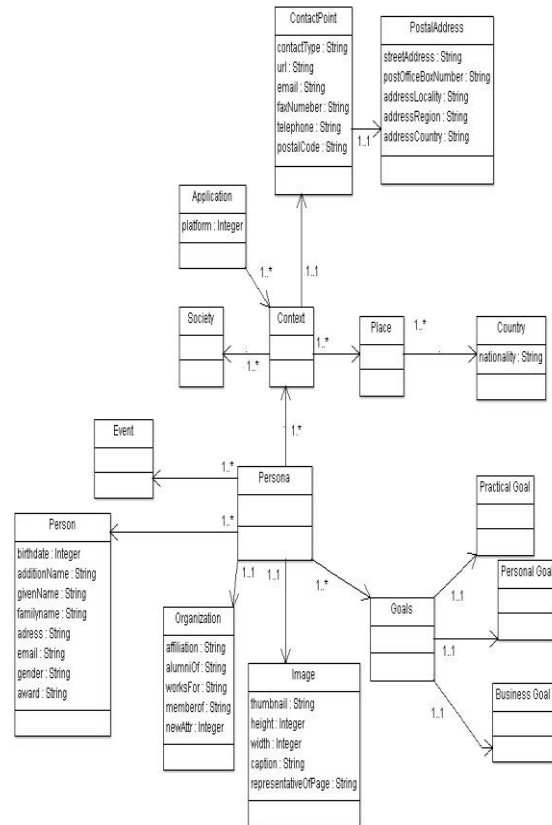 ContactPoint
contactType : String
url : String
email : String
faxNumeber : String
telephone : String
postalCode : String
PostalAddress
streetAddress : String
postOfficeBoxNumber : String
addressLocality : String
addressRegion : String
addressCountry : String
1..1
Application
platform : Integer
1..*
1..1
Society
Context
Place
Country
nationality : String
1..*
1..*
1..*
1..*
Event
1..*
Persona
Person
birthdate : Integer
additionName : String
givenName : String
familyname : String
adress : String
email : String
gender : String
award : String
1..*
1..1
1..1
1..*
Organization
affiliation : String
alumniOf : String
worksFor : String
memberof : String
newAttr : Integer
Image
thumbnail : String
height : Integer
width : Integer
caption : String
representativeOfPage : String
Goals
Practical Goal
1..1
Personal Goal
1..1
1..1
Business Goal